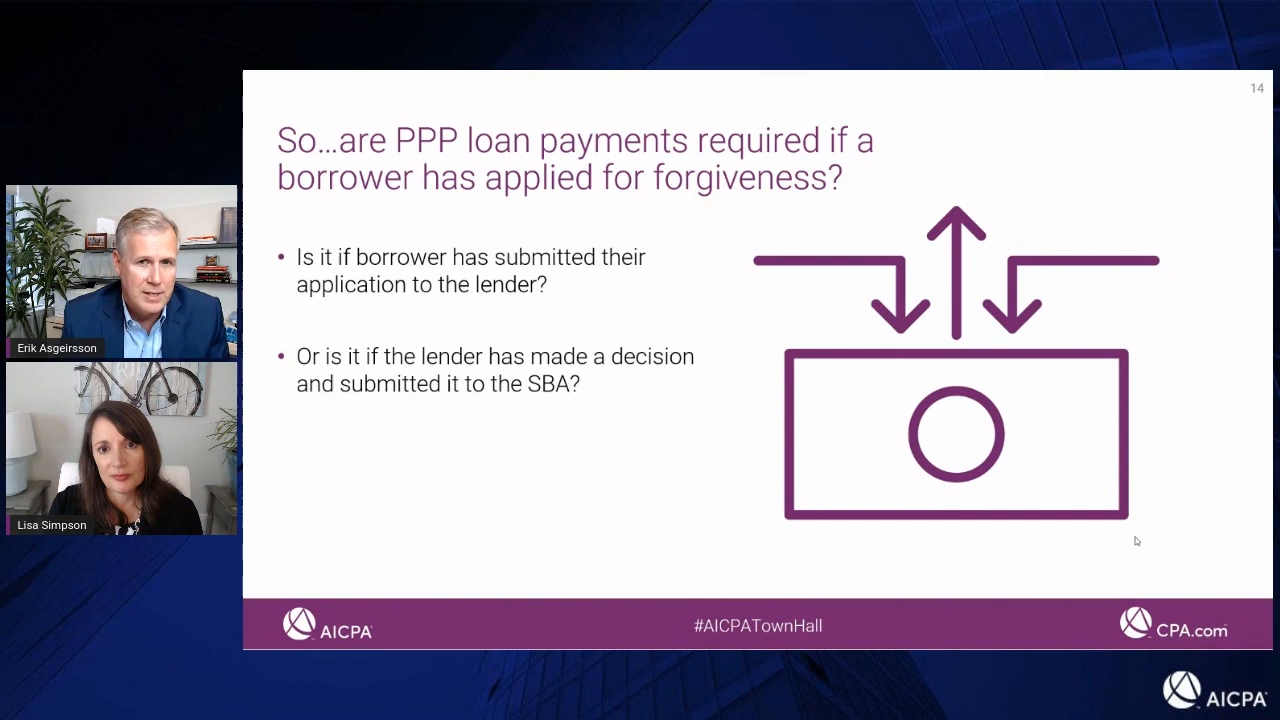 14
So...are PPP loan payments required if a
borrower has applied for forgiveness?
• Is it if borrower has submitted their
application to the lender?
• Or is it if the lender has made a decision
and submitted it to the SBA?
Erik Asgeirsson
Lisa Simpson
AICPA
#AICPATownHall
CPA.com
AICPA